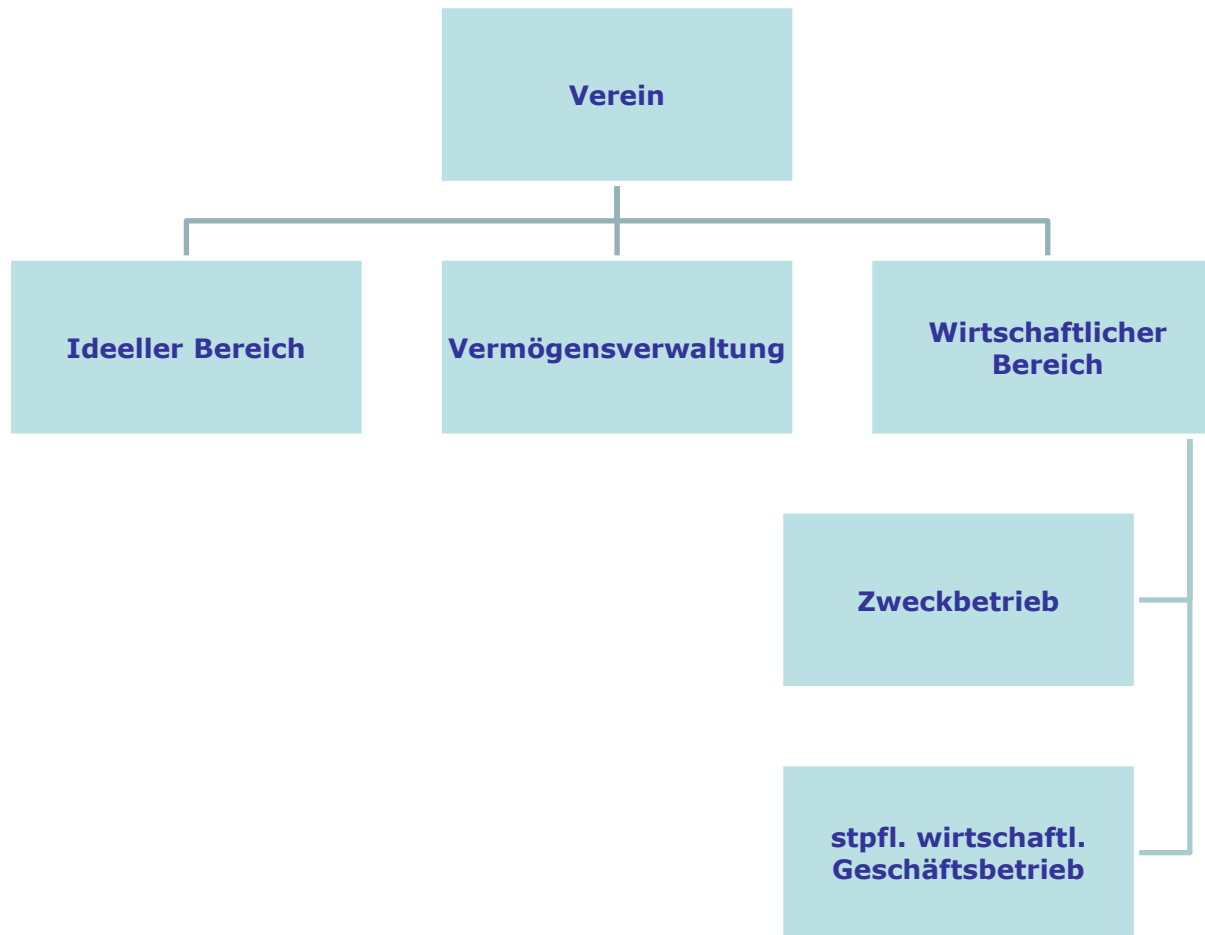 Verein
Ideeller Bereich
Vermögensverwaltung
Wirtschaftlicher
Bereich
Zweckbetrieb
stpfl. wirtschaftl.
Geschäftsbetrieb